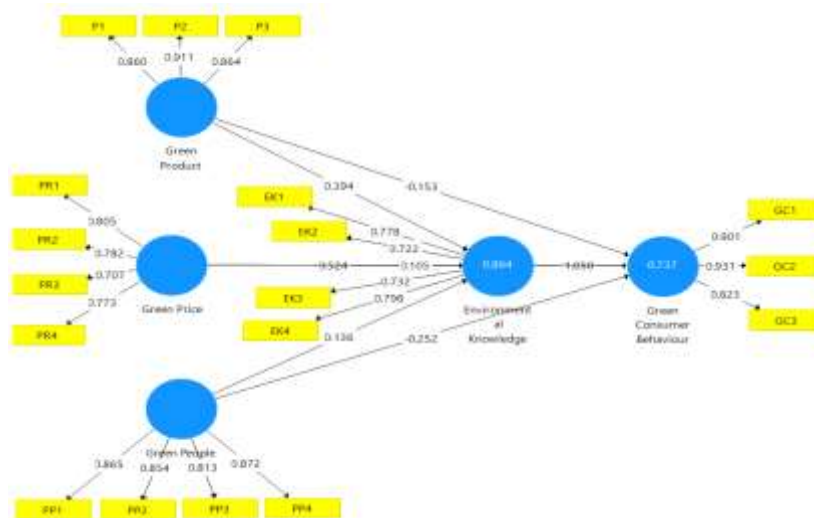 P1 P2 P3
0.860 0.911 0.864
Green
Product
-0.153
0.394
PR1
0.805
PR2
0.782
PR3
0.707
PR4
0.773
Green Price
EK1
0.778
EK2
0.722
0.524 0.105
EK3
0.732
EK4
0.796
0.864
Environment
al
Knowledge
1.050
0.737
Green
Consumer
Behaviour
GC1
0.901
GC2
0.931
GC3
0.823
0.136
-0.252
Green People
0.865 0.854 0.813 0.872
PP1 PP2 PP3 PP4